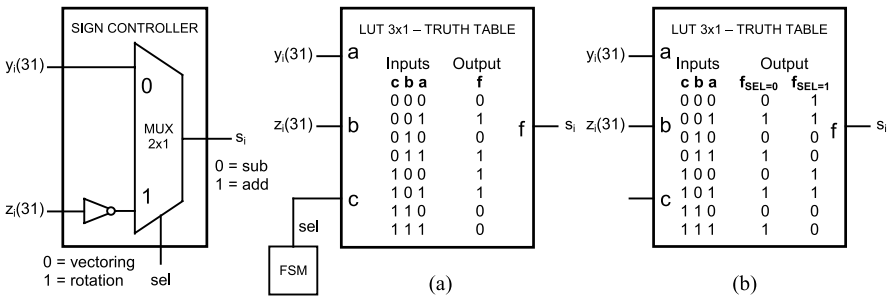 SIGN CONTROLLER
yi(31)
0
MUX
2x1
si
0 = sub
1 = add
1
zi(31)
0 = vectoring
1 = rotation
sel
LUT 3x1 – TRUTH TABLE
yi(31)
a
Inputs Output
c b a f
0 0 0 0
0 0 1 1
0 1 0 0
0 1 1 1
1 0 0 1
1 0 1 1
1 1 0 0
1 1 1 0
zi(31)
b
f
si
c
sel
FSM
(a)
LUT 3x1 – TRUTH TABLE
yi(31)
a
Inputs Output
c b a fSEL=0 fSEL=1
0 0 0 0 1
0 0 1 1 1
0 1 0 0 0
0 1 1 1 0
1 0 0 0 1
1 0 1 1 1
1 1 0 0 0
1 1 1 1 0
zi(31)
b
f
si
c
(b)